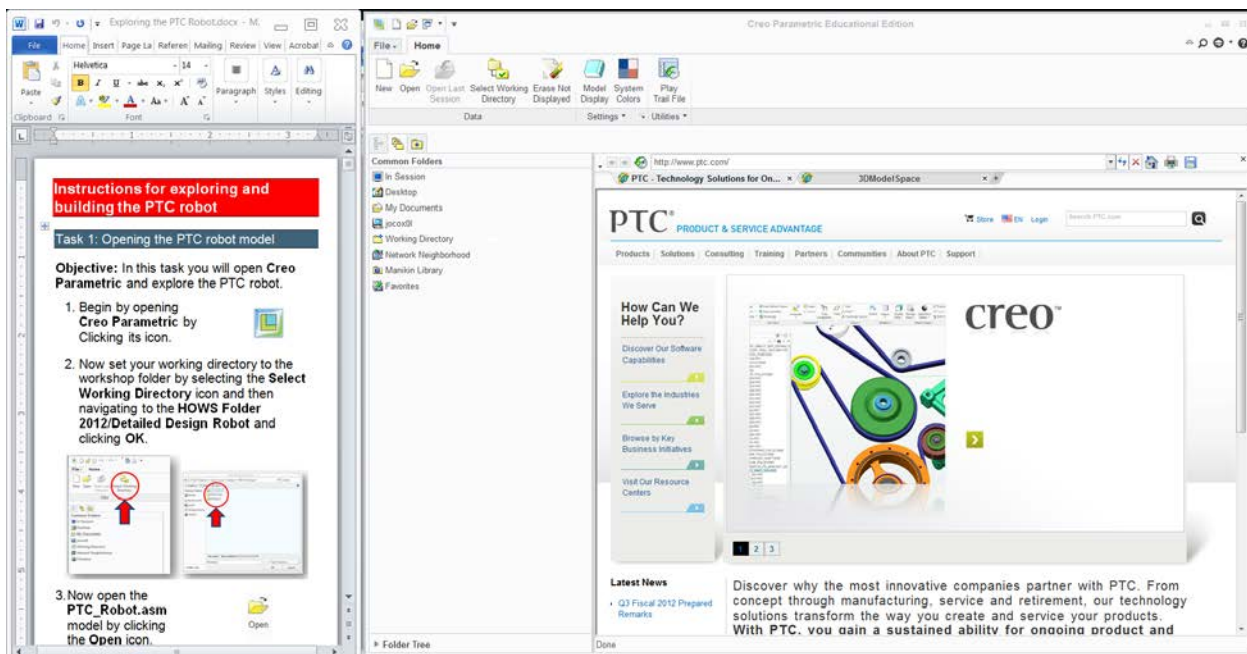 Exploring the PTC Robot.docx - M
File Home Insert Page La Referen Mailing Review View Acrobat
Paste
Helvetica 14
Paragraph Styles Editing
Clipboard Font
Instructions for exploring and
building the PTC robot
Task 1: Opening the PTC robot model
Objective: In this task you will open Creo
Parametric and explore the PTC robot.
1. Begin by opening
Creo Parametric by
Clicking its icon.
2. Now set your working directory to the
workshop folder by selecting the Select
Working Directory icon and then
navigating to the HOWS Folder
2012/Detailed Design Robot and
clicking OK.
3. Now open the
PTC_Robot.asm
model by clicking
the Open icon.
Open
Creo Parametric Educational Edition
File Home
New Open Open Last Session Select Working Directory Erase Not Displayed Model Display System Colors Play Trail File
Data Settings Utilities
Common Folders
In Session
Desktop
My Documents
jocox0l
Working Directory
Network Neighborhood
Manikin Library
Favorites
Folder Tree
http://www.ptc.com/
PTC - Technology Solutions for On... 3DModelSpace
PTC® PRODUCT & SERVICE ADVANTAGE
Store EN Login Search PTC.com
Products Solutions Consulting Training Partners Communities About PTC Support
How Can We
Help You?
Discover Our Software
Capabilities
Explore the Industries
We Serve
Browse by Key
Business Initiatives
Visit Our Resource
Centers
creo™
1 2 3
Latest News
Q3 Fiscal 2012 Prepared
Remarks
Discover why the most innovative companies partner with PTC. From
concept through manufacturing, service and retirement, our technology
solutions transform the way you create and service your products.
With PTC, you gain a sustained ability for ongoing product and
Done